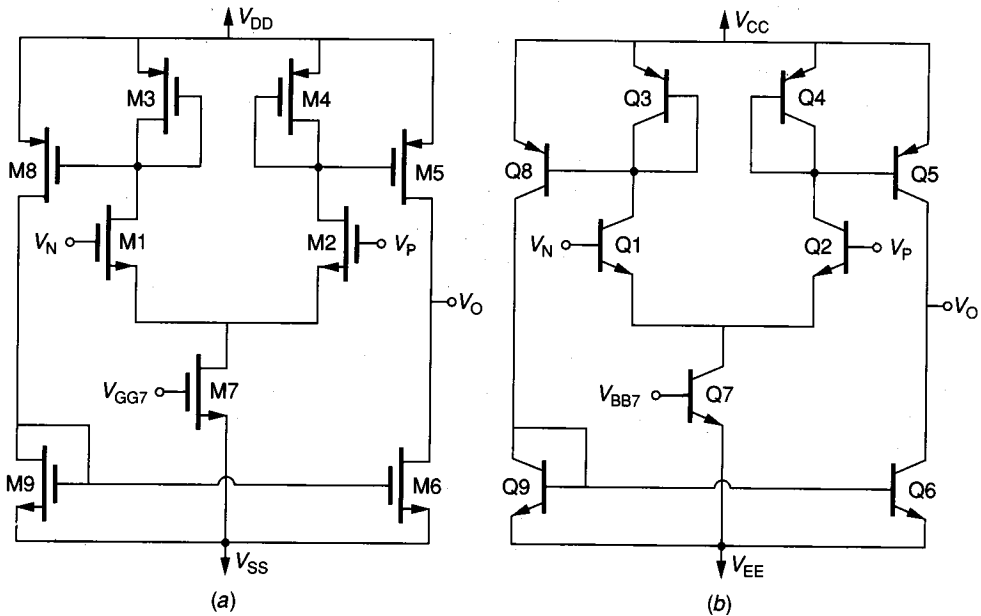 V_DD
M3
M4
M8
M5
V_N
M1
M2
V_P
V_O
V_GG7
M7
M9
M6
V_SS
(a)
V_CC
Q3
Q4
Q8
Q5
V_N
Q1
Q2
V_P
V_O
V_BB7
Q7
Q9
Q6
V_EE
(b)